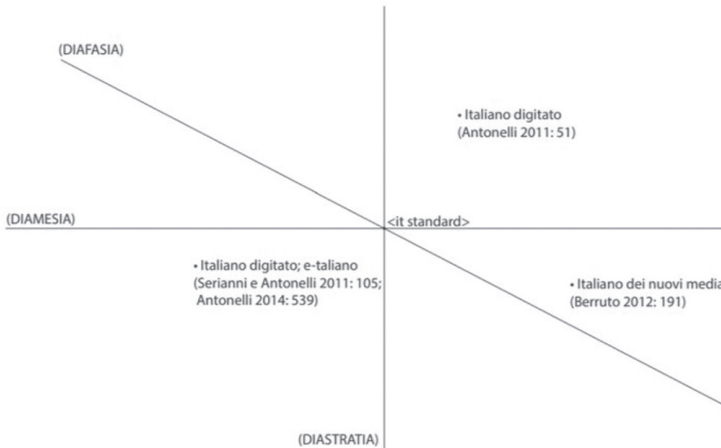 (DIAFASIA)
• Italiano digitato
(Antonelli 2011: 51)
(DIAMESIA)
<it standard>
• Italiano digitato; e-taliano
(Serianni e Antonelli 2011: 105;
Antonelli 2014: 539)
• Italiano dei nuovi media
(Berruto 2012: 191)
(DIASTRATIA)